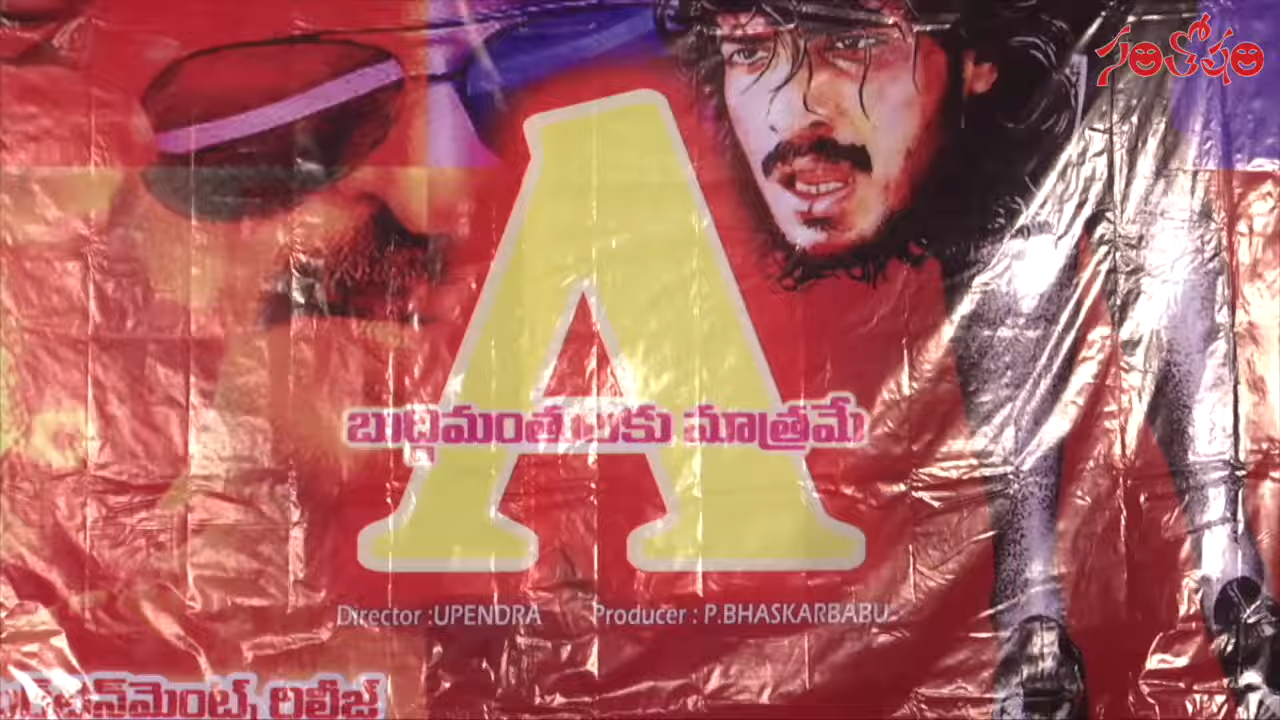 సంతోషం
A
బుద్ధిమంతులకు మాత్రమే
Director :UPENDRA Producer : P.BHASKARBABU
రిలీజ్